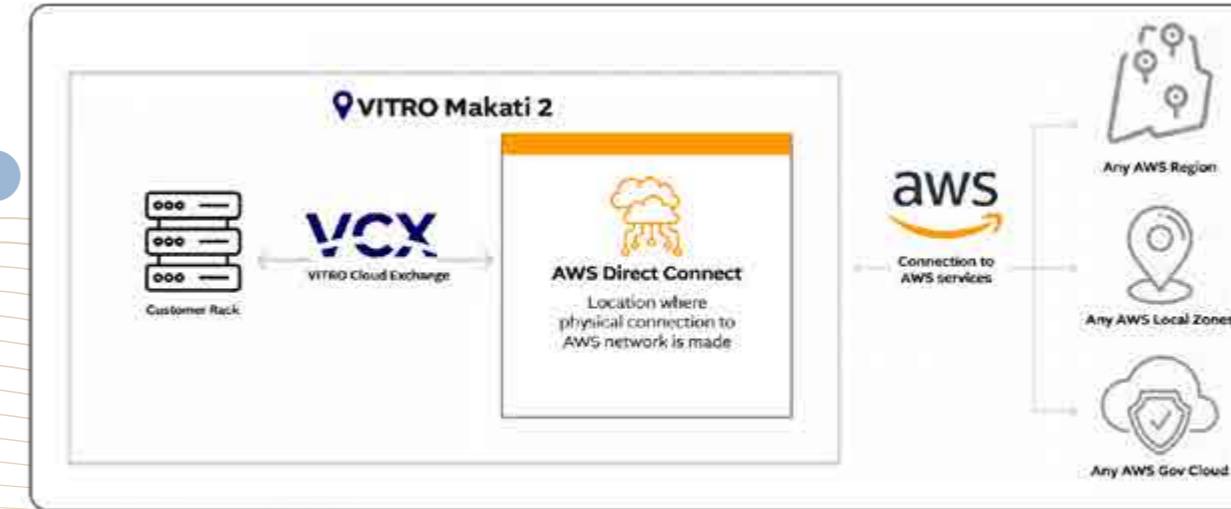 VITRO Makati 2
Customer Rack
VCX
VITRO Cloud Exchange
AWS Direct Connect
Location where
physical connection to
AWS network is made
aws
Connection to
AWS services
Any AWS Region
Any AWS Local Zones
Any AWS Gov Cloud